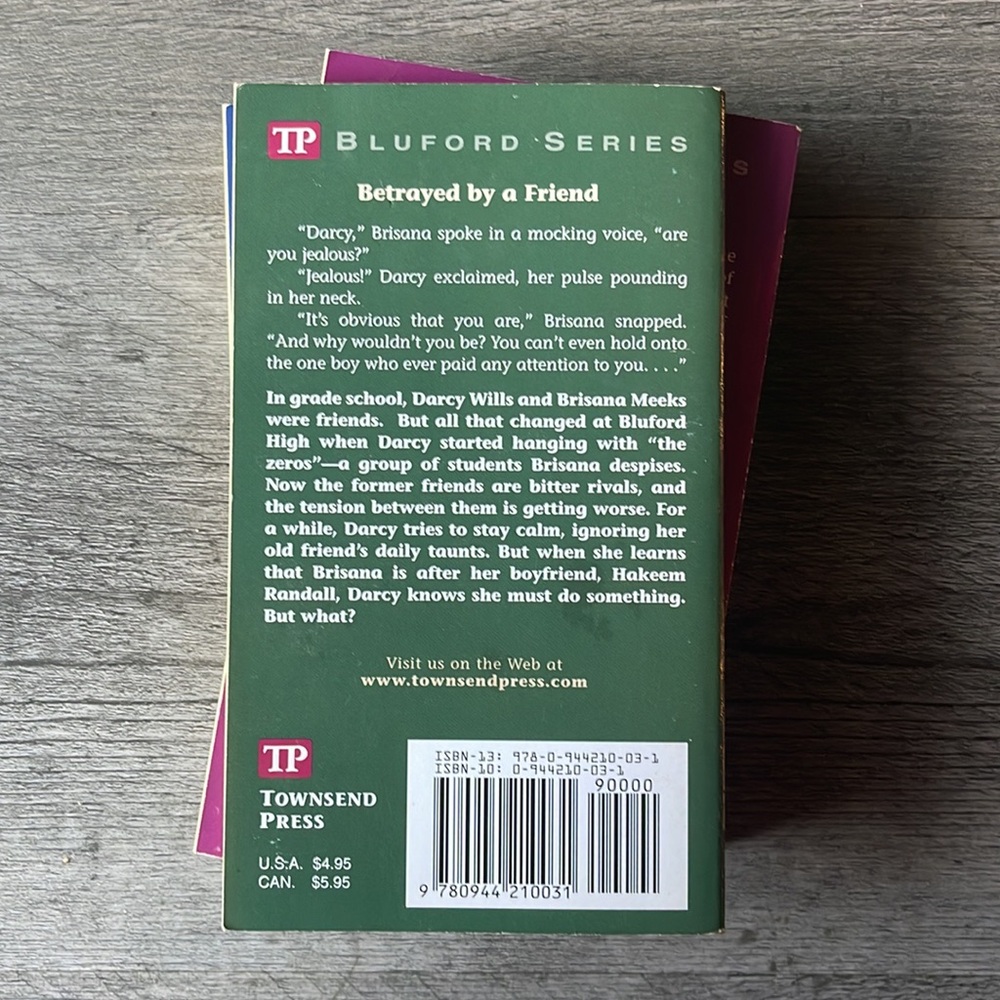 TP BLUFORD SERIES
Betrayed by a Friend
“Darcy,” Brisana spoke in a mocking voice, “are
you jealous?”
“Jealous!” Darcy exclaimed, her pulse pounding
in her neck.
“It’s obvious that you are,” Brisana snapped.
“And why wouldn’t you be? You can’t even hold onto
the one boy who ever paid any attention to you. . . .”
In grade school, Darcy Wills and Brisana Meeks
were friends. But all that changed at Bluford
High when Darcy started hanging with “the
zeros”—a group of students Brisana despises.
Now the former friends are bitter rivals, and
the tension between them is getting worse. For
a while, Darcy tries to stay calm, ignoring her
old friend’s daily taunts. But when she learns
that Brisana is after her boyfriend, Hakeem
Randall, Darcy knows she must do something.
But what?
Visit us on the Web at
www.townsendpress.com
TP
TOWNSEND
PRESS
U.S.A. $4.95
CAN. $5.95
ISBN-13: 978-0-944210-03-1
ISBN-10: 0-944210-03-1
90000
9 780944 210031
S
e
f